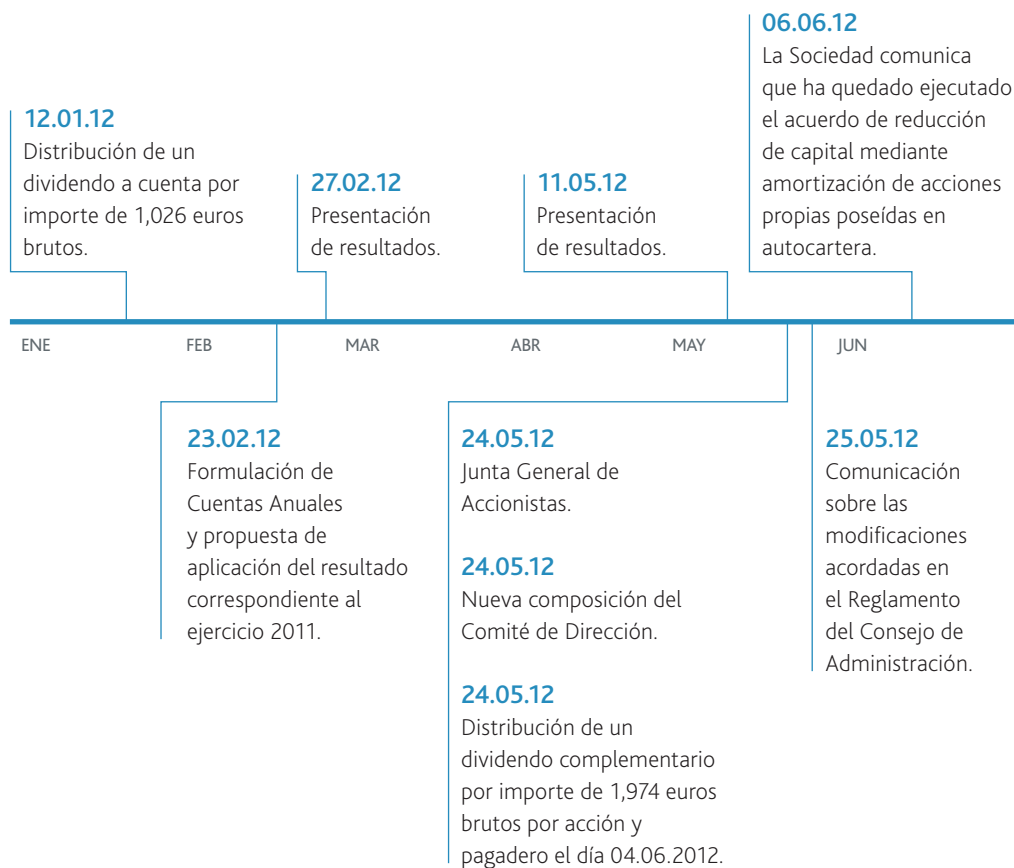 06.06.12
La Sociedad comunica
que ha quedado ejecutado
el acuerdo de reducción
de capital mediante
amortización de acciones
propias poseídas en
autocartera.
12.01.12
Distribución de un
dividendo a cuenta por
importe de 1,026 euros
brutos.
27.02.12
Presentación
de resultados.
11.05.12
Presentación
de resultados.
ENE FEB MAR ABR MAY JUN
23.02.12
Formulación de
Cuentas Anuales
y propuesta de
aplicación del resultado
correspondiente al
ejercicio 2011.
24.05.12
Junta General de
Accionistas.
24.05.12
Nueva composición del
Comité de Dirección.
24.05.12
Distribución de un
dividendo complementario
por importe de 1,974 euros
brutos por acción y
pagadero el día 04.06.2012.
25.05.12
Comunicación
sobre las
modificaciones
acordadas en
el Reglamento
del Consejo de
Administración.